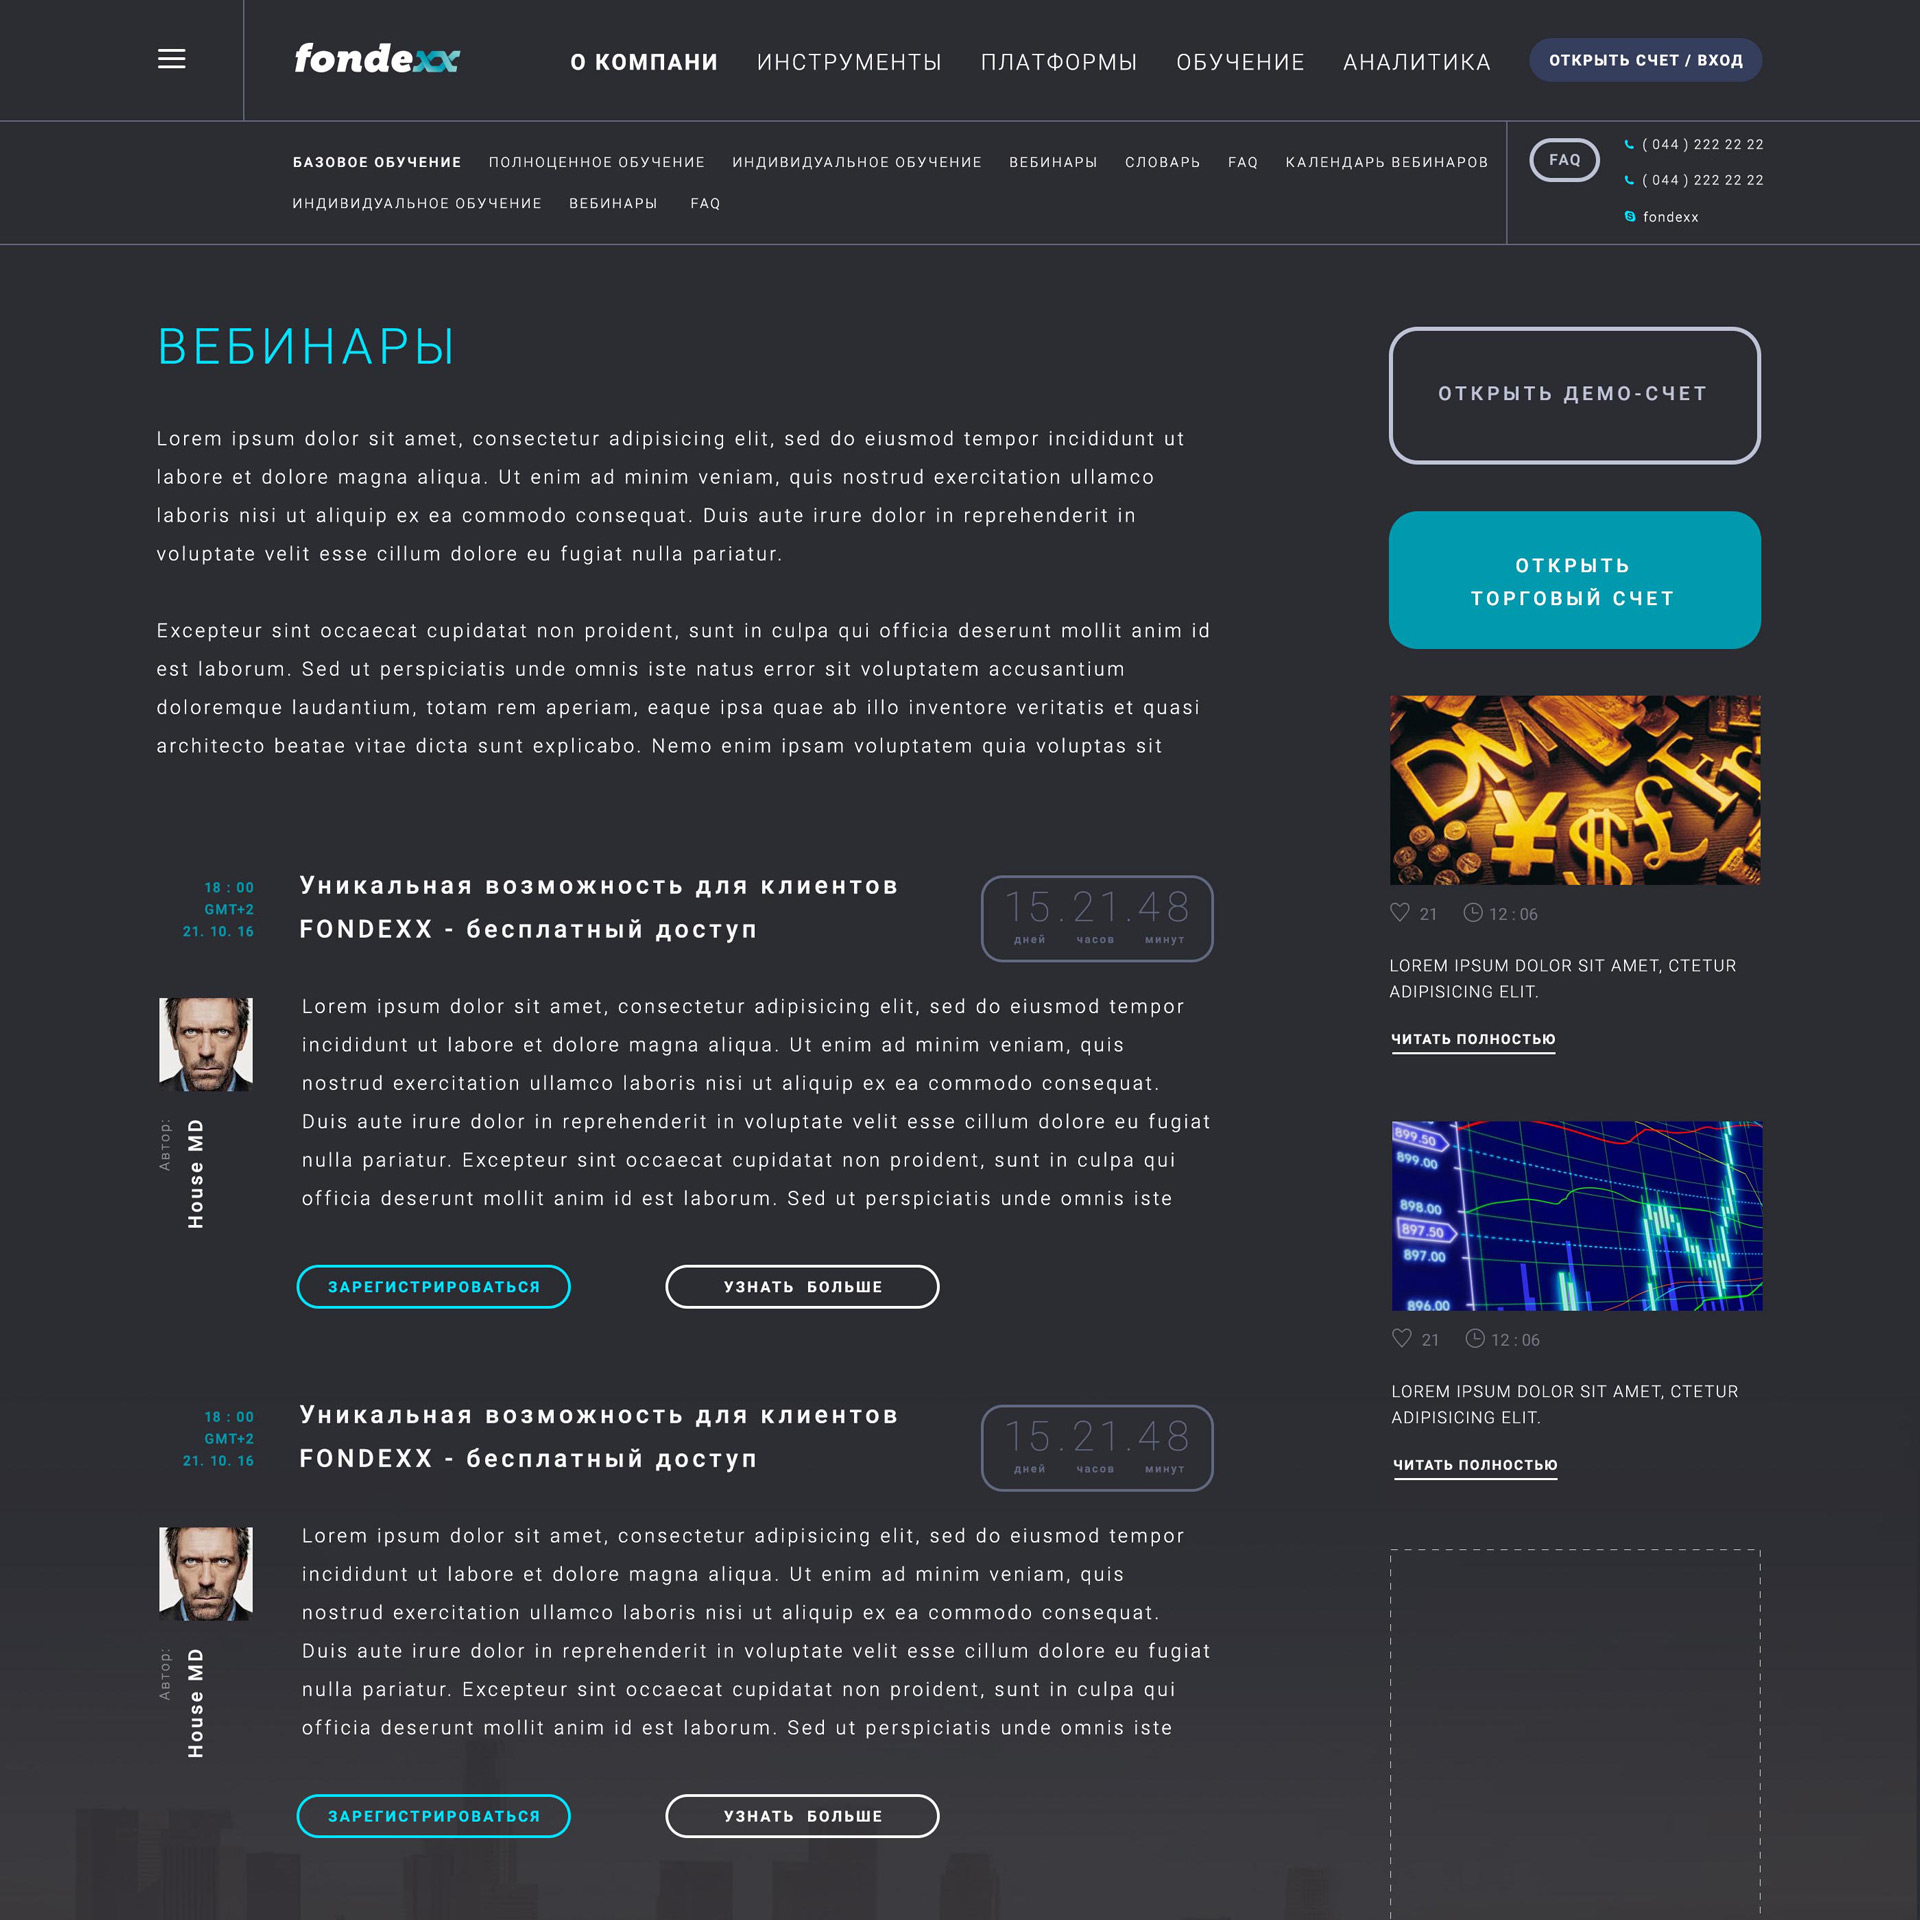 fondexx
О КОМПАНИ ИНСТРУМЕНТЫ ПЛАТФОРМЫ ОБУЧЕНИЕ АНАЛИТИКА
ОТКРЫТЬ СЧЕТ / ВХОД
БАЗОВОЕ ОБУЧЕНИЕ ПОЛНОЦЕННОЕ ОБУЧЕНИЕ ИНДИВИДУАЛЬНОЕ ОБУЧЕНИЕ ВЕБИНАРЫ СЛОВАРЬ FAQ КАЛЕНДАРЬ ВЕБИНАРОВ
ИНДИВИДУАЛЬНОЕ ОБУЧЕНИЕ ВЕБИНАРЫ FAQ
FAQ
( 044 ) 222 22 22
( 044 ) 222 22 22
fondexx
ВЕБИНАРЫ
Lorem ipsum dolor sit amet, consectetur adipisicing elit, sed do eiusmod tempor incididunt ut
labore et dolore magna aliqua. Ut enim ad minim veniam, quis nostrud exercitation ullamco
laboris nisi ut aliquip ex ea commodo consequat. Duis aute irure dolor in reprehenderit in
voluptate velit esse cillum dolore eu fugiat nulla pariatur.
Excepteur sint occaecat cupidatat non proident, sunt in culpa qui officia deserunt mollit anim id
est laborum. Sed ut perspiciatis unde omnis iste natus error sit voluptatem accusantium
doloremque laudantium, totam rem aperiam, eaque ipsa quae ab illo inventore veritatis et quasi
architecto beatae vitae dicta sunt explicabo. Nemo enim ipsam voluptatem quia voluptas sit
18 : 00
GMT+2
21. 10. 16
Уникальная возможность для клиентов
FONDEXX - бесплатный доступ
15.21.48
дней часов минут
Автор:
House MD
Lorem ipsum dolor sit amet, consectetur adipisicing elit, sed do eiusmod tempor
incididunt ut labore et dolore magna aliqua. Ut enim ad minim veniam, quis
nostrud exercitation ullamco laboris nisi ut aliquip ex ea commodo consequat.
Duis aute irure dolor in reprehenderit in voluptate velit esse cillum dolore eu fugiat
nulla pariatur. Excepteur sint occaecat cupidatat non proident, sunt in culpa qui
officia deserunt mollit anim id est laborum. Sed ut perspiciatis unde omnis iste
ЗАРЕГИСТРИРОВАТЬСЯ
УЗНАТЬ БОЛЬШЕ
18 : 00
GMT+2
21. 10. 16
Уникальная возможность для клиентов
FONDEXX - бесплатный доступ
15.21.48
дней часов минут
Автор:
House MD
Lorem ipsum dolor sit amet, consectetur adipisicing elit, sed do eiusmod tempor
incididunt ut labore et dolore magna aliqua. Ut enim ad minim veniam, quis
nostrud exercitation ullamco laboris nisi ut aliquip ex ea commodo consequat.
Duis aute irure dolor in reprehenderit in voluptate velit esse cillum dolore eu fugiat
nulla pariatur. Excepteur sint occaecat cupidatat non proident, sunt in culpa qui
officia deserunt mollit anim id est laborum. Sed ut perspiciatis unde omnis iste
ЗАРЕГИСТРИРОВАТЬСЯ
УЗНАТЬ БОЛЬШЕ
ОТКРЫТЬ ДЕМО-СЧЕТ
ОТКРЫТЬ
ТОРГОВЫЙ СЧЕТ
DM
¥ $ £ Fr
21 12 : 06
LOREM IPSUM DOLOR SIT AMET, CTETUR
ADIPISICING ELIT.
ЧИТАТЬ ПОЛНОСТЬЮ
899.50
899.00
898.00
897.50
897.00
896.00
21 12 : 06
LOREM IPSUM DOLOR SIT AMET, CTETUR
ADIPISICING ELIT.
ЧИТАТЬ ПОЛНОСТЬЮ